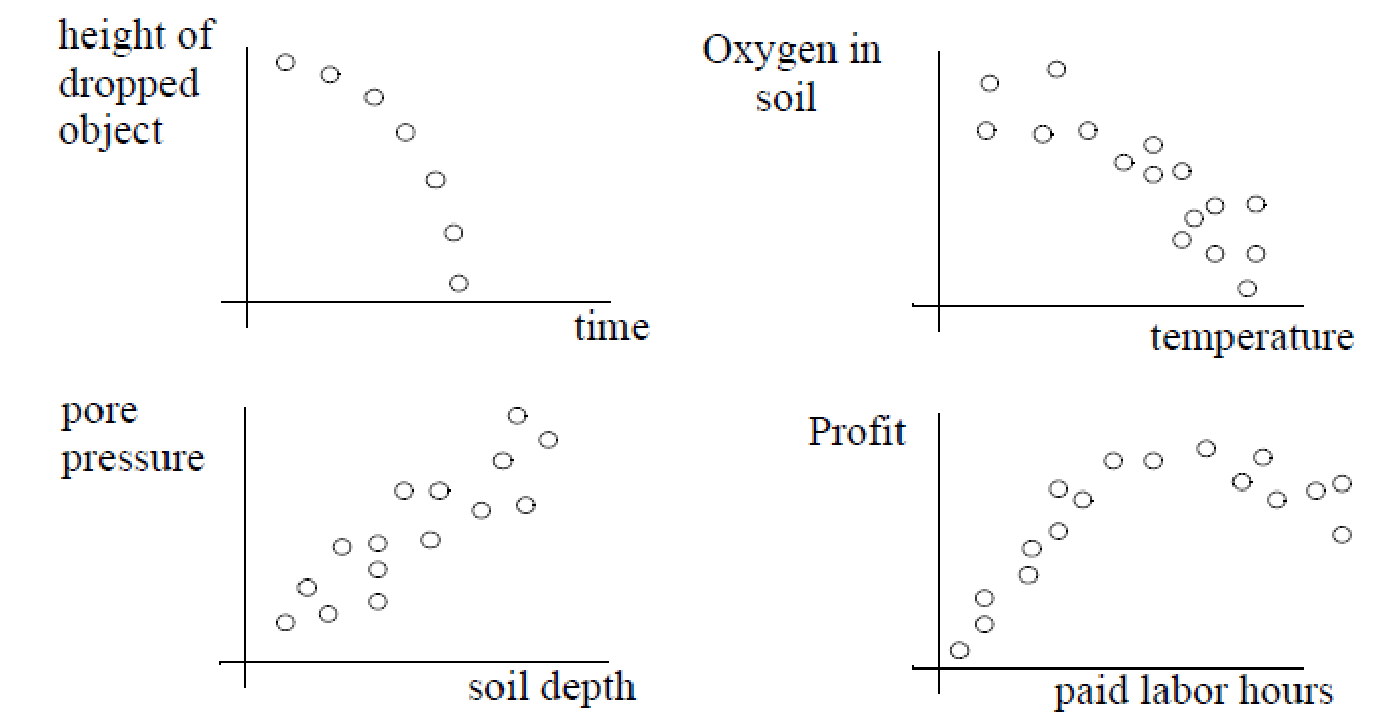 height of
dropped
object
time
Oxygen in
soil
temperature
pore
pressure
soil depth
Profit
paid labor hours